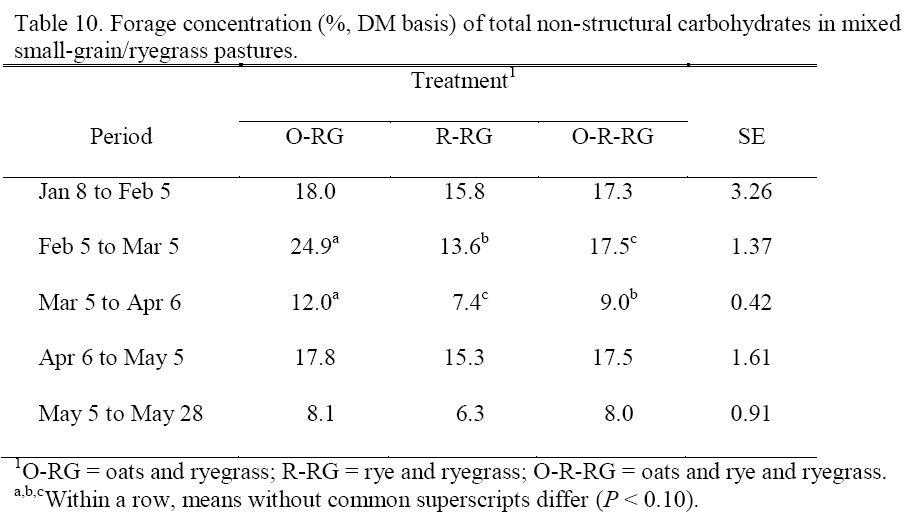 Table 10. Forage concentration (%, DM basis) of total non-structural carbohydrates in mixed
small-grain/ryegrass pastures.
Treatment¹
Period O-RG R-RG O-R-RG SE
Jan 8 to Feb 5 18.0 15.8 17.3 3.26
Feb 5 to Mar 5 24.9ᵃ 13.6ᵇ 17.5ᶜ 1.37
Mar 5 to Apr 6 12.0ᵃ 7.4ᶜ 9.0ᵇ 0.42
Apr 6 to May 5 17.8 15.3 17.5 1.61
May 5 to May 28 8.1 6.3 8.0 0.91
¹O-RG = oats and ryegrass; R-RG = rye and ryegrass; O-R-RG = oats and rye and ryegrass.
ᵃ,ᵇ,ᶜWithin a row, means without common superscripts differ (P < 0.10).